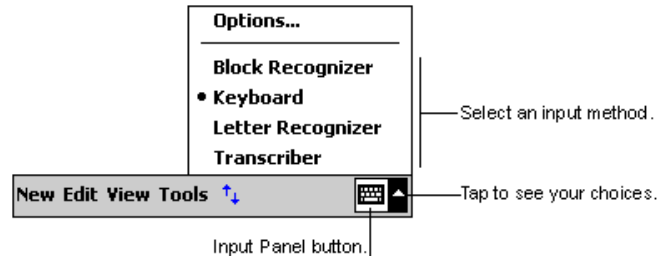 Options...
Block Recognizer
Keyboard
Letter Recognizer
Transcriber
Select an input method.
New Edit View Tools
Tap to see your choices.
Input Panel button.